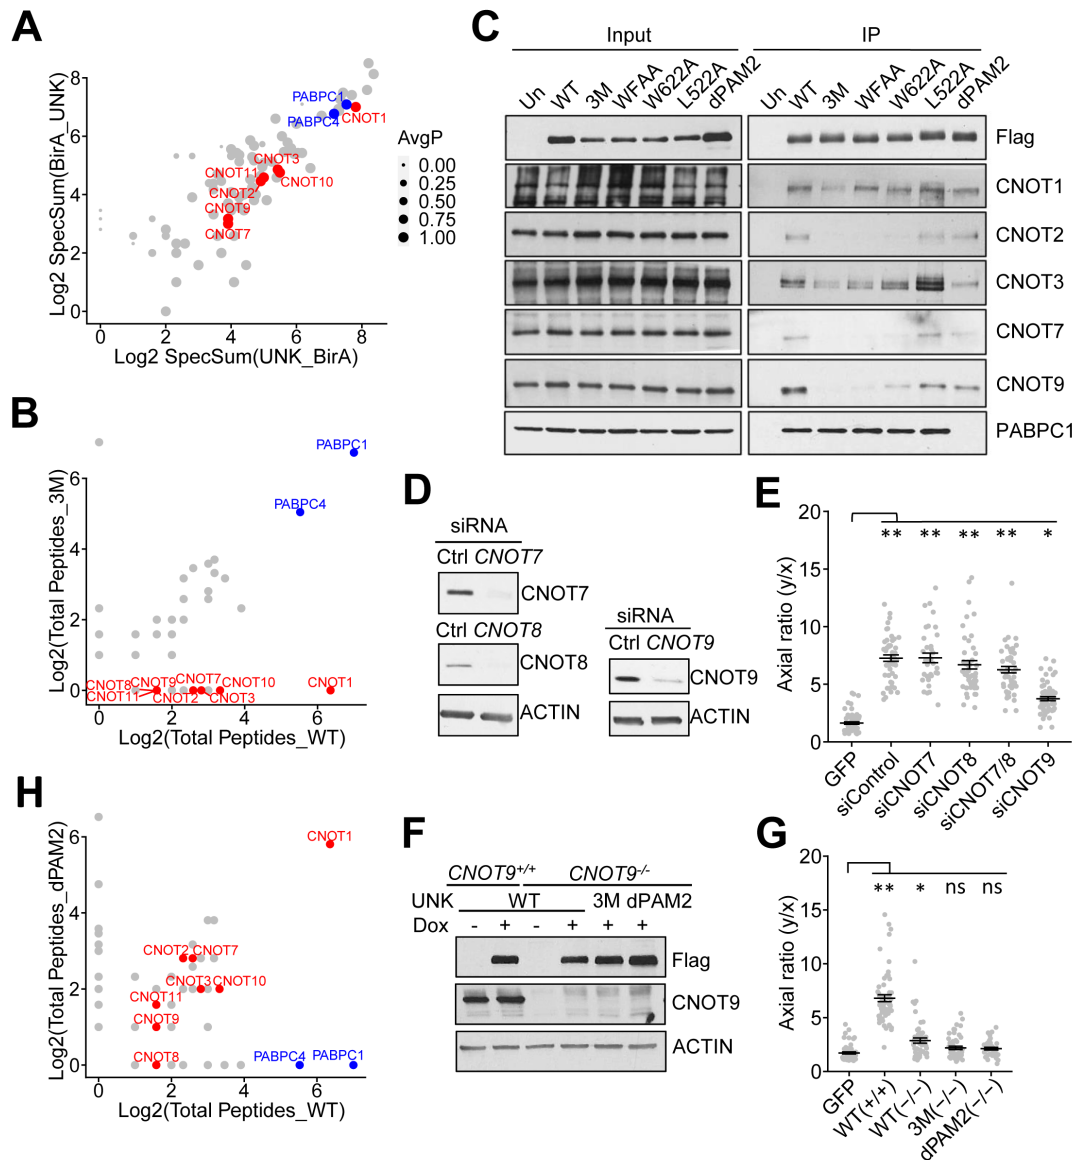 A
Log2 SpecSum(BirA_UNK)
8
6
4
2
0
PABPC1
PABPC4
CNOT1
CNOT3
CNOT11
CNOT10
CNOT2
CNOT9
CNOT7
0 2 4 6 8
Log2 SpecSum(UNK_BirA)
AvgP
0.00
0.25
0.50
0.75
1.00
C
Input IP
Un WT 3M WFAA W622A L522A dPAM2 Un WT 3M WFAA W622A L522A dPAM2
Flag
CNOT1
CNOT2
CNOT3
CNOT7
CNOT9
PABPC1
B
Log2(Total Peptides_3M)
6
4
2
0
PABPC1
PABPC4
CNOT8 CNOT9 CNOT7 CNOT10 CNOT1
CNOT11 CNOT2 CNOT3
0 2 4 6
Log2(Total Peptides_WT)
D
siRNA
Ctrl CNOT7
CNOT7
Ctrl CNOT8
CNOT8
ACTIN
siRNA
Ctrl CNOT9
CNOT9
ACTIN
E
Axial ratio (y/x)
20
15
10
5
0
** ** ** ** *
GFP siControl siCNOT7 siCNOT8 siCNOT7/8 siCNOT9
H
Log2(Total Peptides_dPAM2)
6
4
2
0
CNOT1
CNOT2 CNOT7
CNOT3 CNOT10
CNOT11
CNOT9
CNOT8 PABPC4 PABPC1
0 2 4 6
Log2(Total Peptides_WT)
F
CNOT9+/+ CNOT9-/-
UNK WT 3M dPAM2
Dox - + - + + +
Flag
CNOT9
ACTIN
G
Axial ratio (y/x)
20
15
10
5
0
** * ns ns
GFP WT(+/+) WT(−/−) 3M(−/−) dPAM2(−/−)